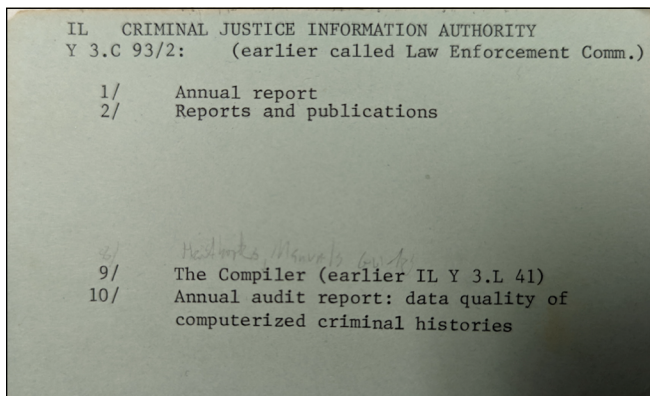 IL CRIMINAL JUSTICE INFORMATION AUTHORITY
Y 3.C 93/2: (earlier called Law Enforcement Comm.)
1/ Annual report
2/ Reports and publications
8/ Handbooks, Manuals, Guides
9/ The Compiler (earlier IL Y 3.L 41)
10/ Annual audit report: data quality of
computerized criminal histories